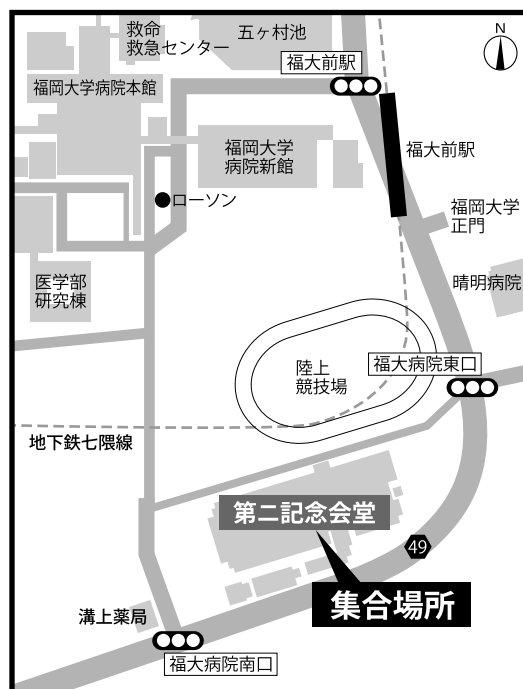 救命
救急センター
五ヶ村池
N
福大前駅
福岡大学病院本館
福岡大学
病院新館
福大前駅
ローソン
福岡大学
正門
医学部
研究棟
晴明病院
陸上
競技場
福大病院東口
地下鉄七隈線
第二記念会堂
49
集合場所
溝上薬局
福大病院南口